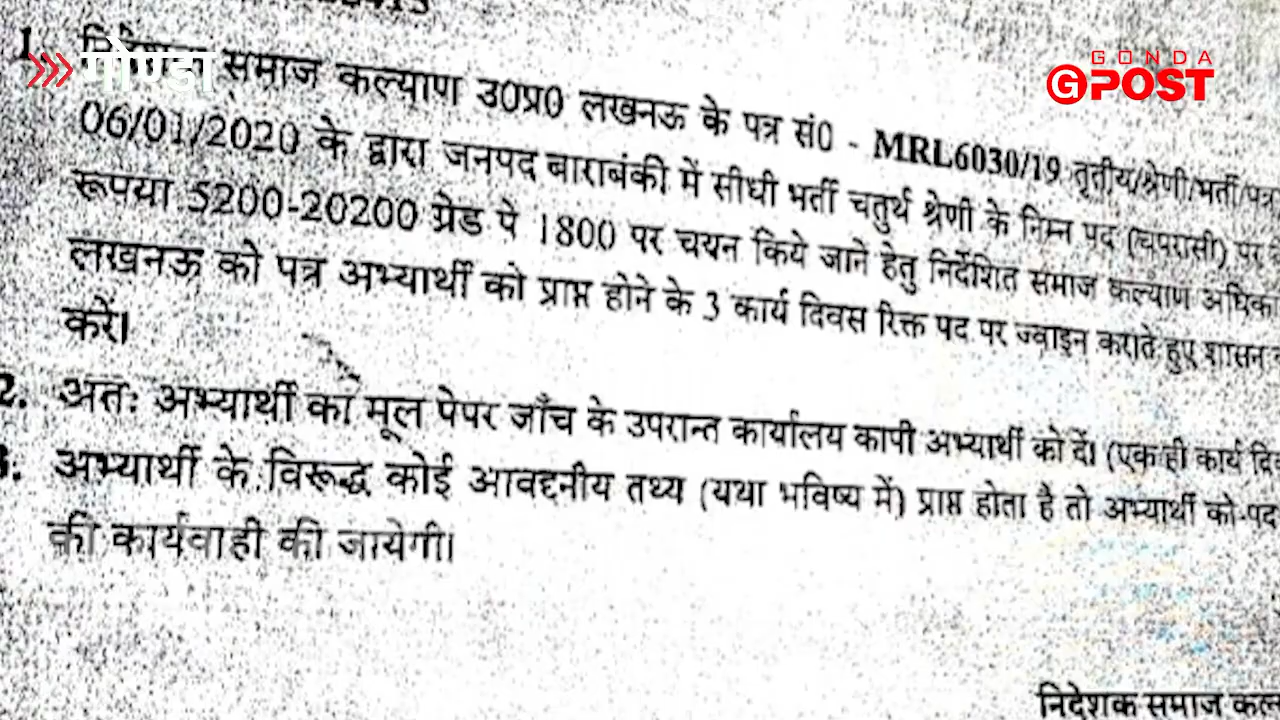 गोण्डा
GONDA
GPOST
1. समाज कल्याण उ0प्र0 लखनऊ के पत्र सं0 - MRL6030/19 तृतीय/श्रेणी/भर्ती/पत्र
06/01/2020 के द्वारा जनपद बाराबंकी में सीधी भर्ती चतुर्थ श्रेणी के निम्न पद (चपरासी) पर
रूपया 5200-20200 ग्रेड पे 1800 पर चयन किये जाने हेतु निर्देशित समाज कल्याण
लखनऊ को पत्र अभ्यार्थी को प्राप्त होने के 3 कार्य दिवस रिक्त पद पर ज्वाइन कराते हुए शासन
करें।
2. अतः अभ्यार्थी का मूल पेपर जाँच के उपरान्त कार्यालय कापी अभ्यार्थी को दें। (एक ही कार्य
3. अभ्यार्थी के विरूद्ध कोई आवद्दनीय तथ्य (यथा भविष्य में) प्राप्त होता है तो अभ्यार्थी को-पद
की कार्यवाही की जायेगी।
निदेशक समाज